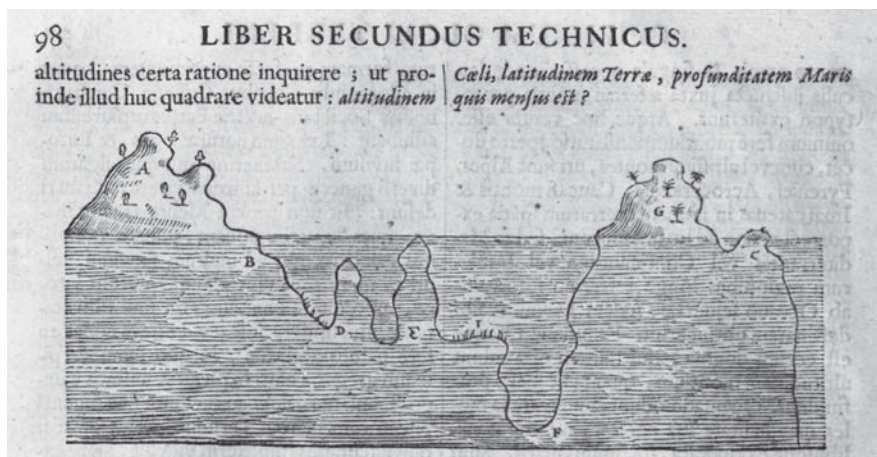 98 LIBER SECUNDUS TECHNICUS.
altitudines certa ratione inquirere ; ut pro-
inde illud huc quadrare videatur : altitudinem
Cœli, latitudinem Terræ , profunditatem Maris
quis mensus est ?
A
G
B
C
D
E
I
F